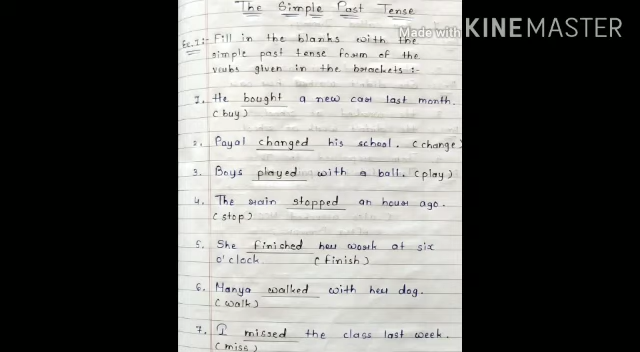 The Simple Past Tense
Made with KINEMASTER
Ex.1:- Fill in the blanks with the
simple past tense form of the
verbs given in the brackets :-
1. He bought a new car last month.
(buy)
2. Payal changed his school. (change)
3. Boys played with a ball. (play)
4. The rain stopped an hour ago.
(stop)
5. She finished her work at six
o'clock (finish)
6. Manya walked with her dog.
(walk)
7. I missed the class last week.
(miss)